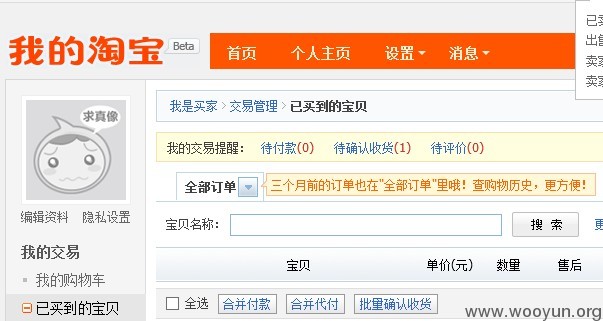 我的淘宝 Beta 首页 个人主页 设置 消息
已买
出售
卖家
卖家
求真像
编辑资料 隐私设置
我的交易
我的购物车
已买到的宝贝
我是买家 > 交易管理 > 已买到的宝贝
我的交易提醒: 待付款(0) 待确认收货(1) 待评价(0)
全部订单 三个月前的订单也在"全部订单"里哦!查购物历史,更方便!
宝贝名称: 搜 索
宝贝 单价(元) 数量 售后
全选 合并付款 合并代付 批量确认收货
www.wooyun.org